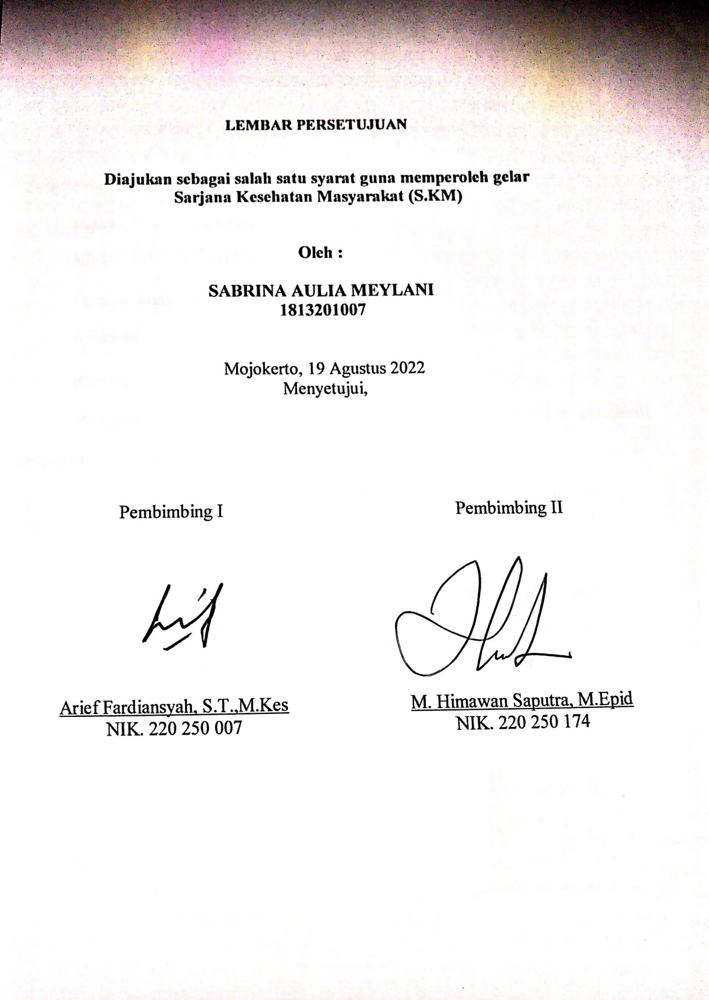 LEMBAR PERSETUJUAN
Diajukan sebagai salah satu syarat guna memperoleh gelar
Sarjana Kesehatan Masyarakat (S.KM)
Oleh :
SABRINA AULIA MEYLANI
1813201007
Mojokerto, 19 Agustus 2022
Menyetujui,
Pembimbing I
Pembimbing II
Arief Fardiansyah, S.T.,M.Kes
NIK. 220 250 007
M. Himawan Saputra, M.Epid
NIK. 220 250 174